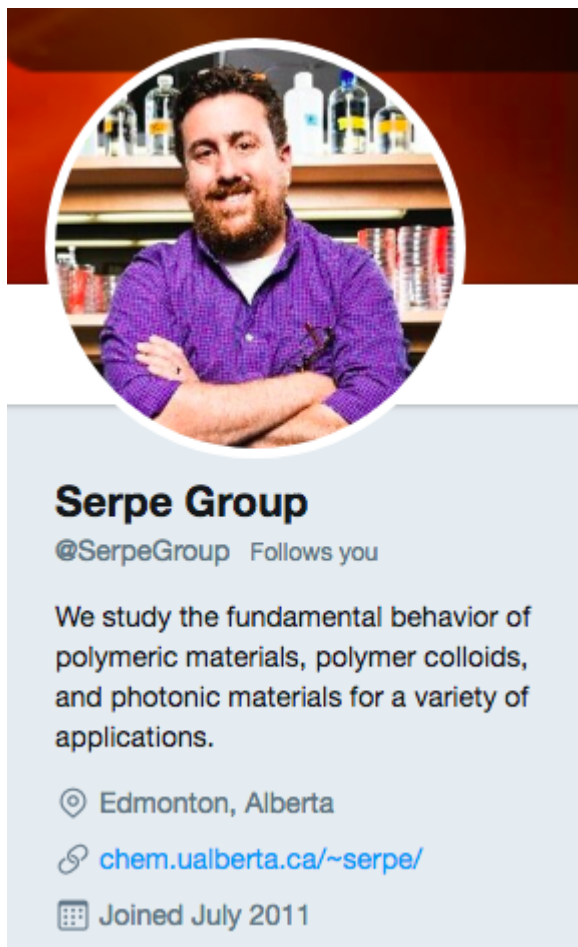 Serpe Group
@SerpeGroup Follows you
We study the fundamental behavior of
polymeric materials, polymer colloids,
and photonic materials for a variety of
applications.
Edmonton, Alberta
chem.ualberta.ca/~serpe/
Joined July 2011